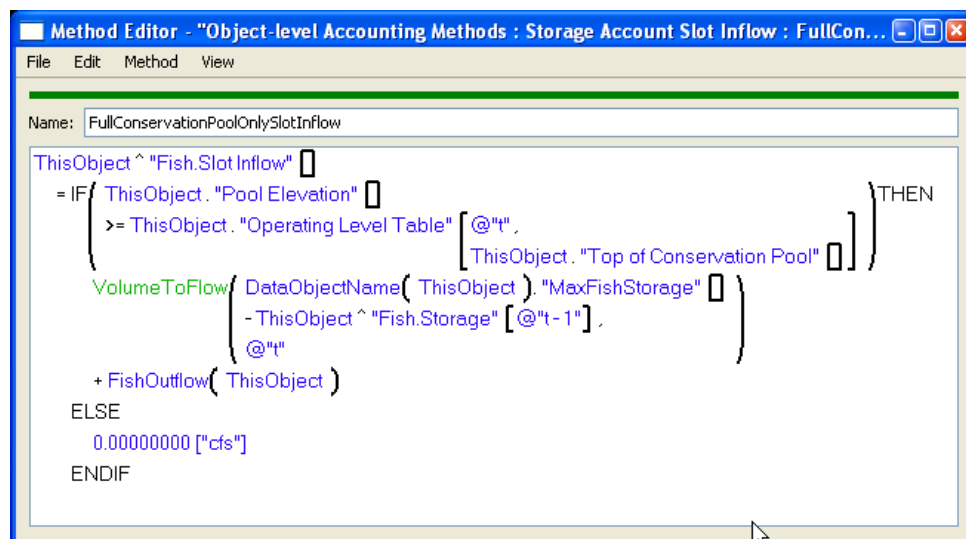 Method Editor - "Object-level Accounting Methods : Storage Account Slot Inflow : FullCon...
File Edit Method View
Name: FullConservationPoolOnlySlotInflow
ThisObject ^ "Fish.Slot Inflow" []
= IF( ThisObject . "Pool Elevation" [] )THEN
>= ThisObject . "Operating Level Table" [ @"t",
ThisObject . "Top of Conservation Pool" [] ]
VolumeToFlow( DataObjectName( ThisObject ). "MaxFishStorage" [] )
- ThisObject ^ "Fish.Storage" [ @"t - 1" ] ,
@"t"
+ FishOutflow( ThisObject )
ELSE
0.00000000 ["cfs"]
ENDIF